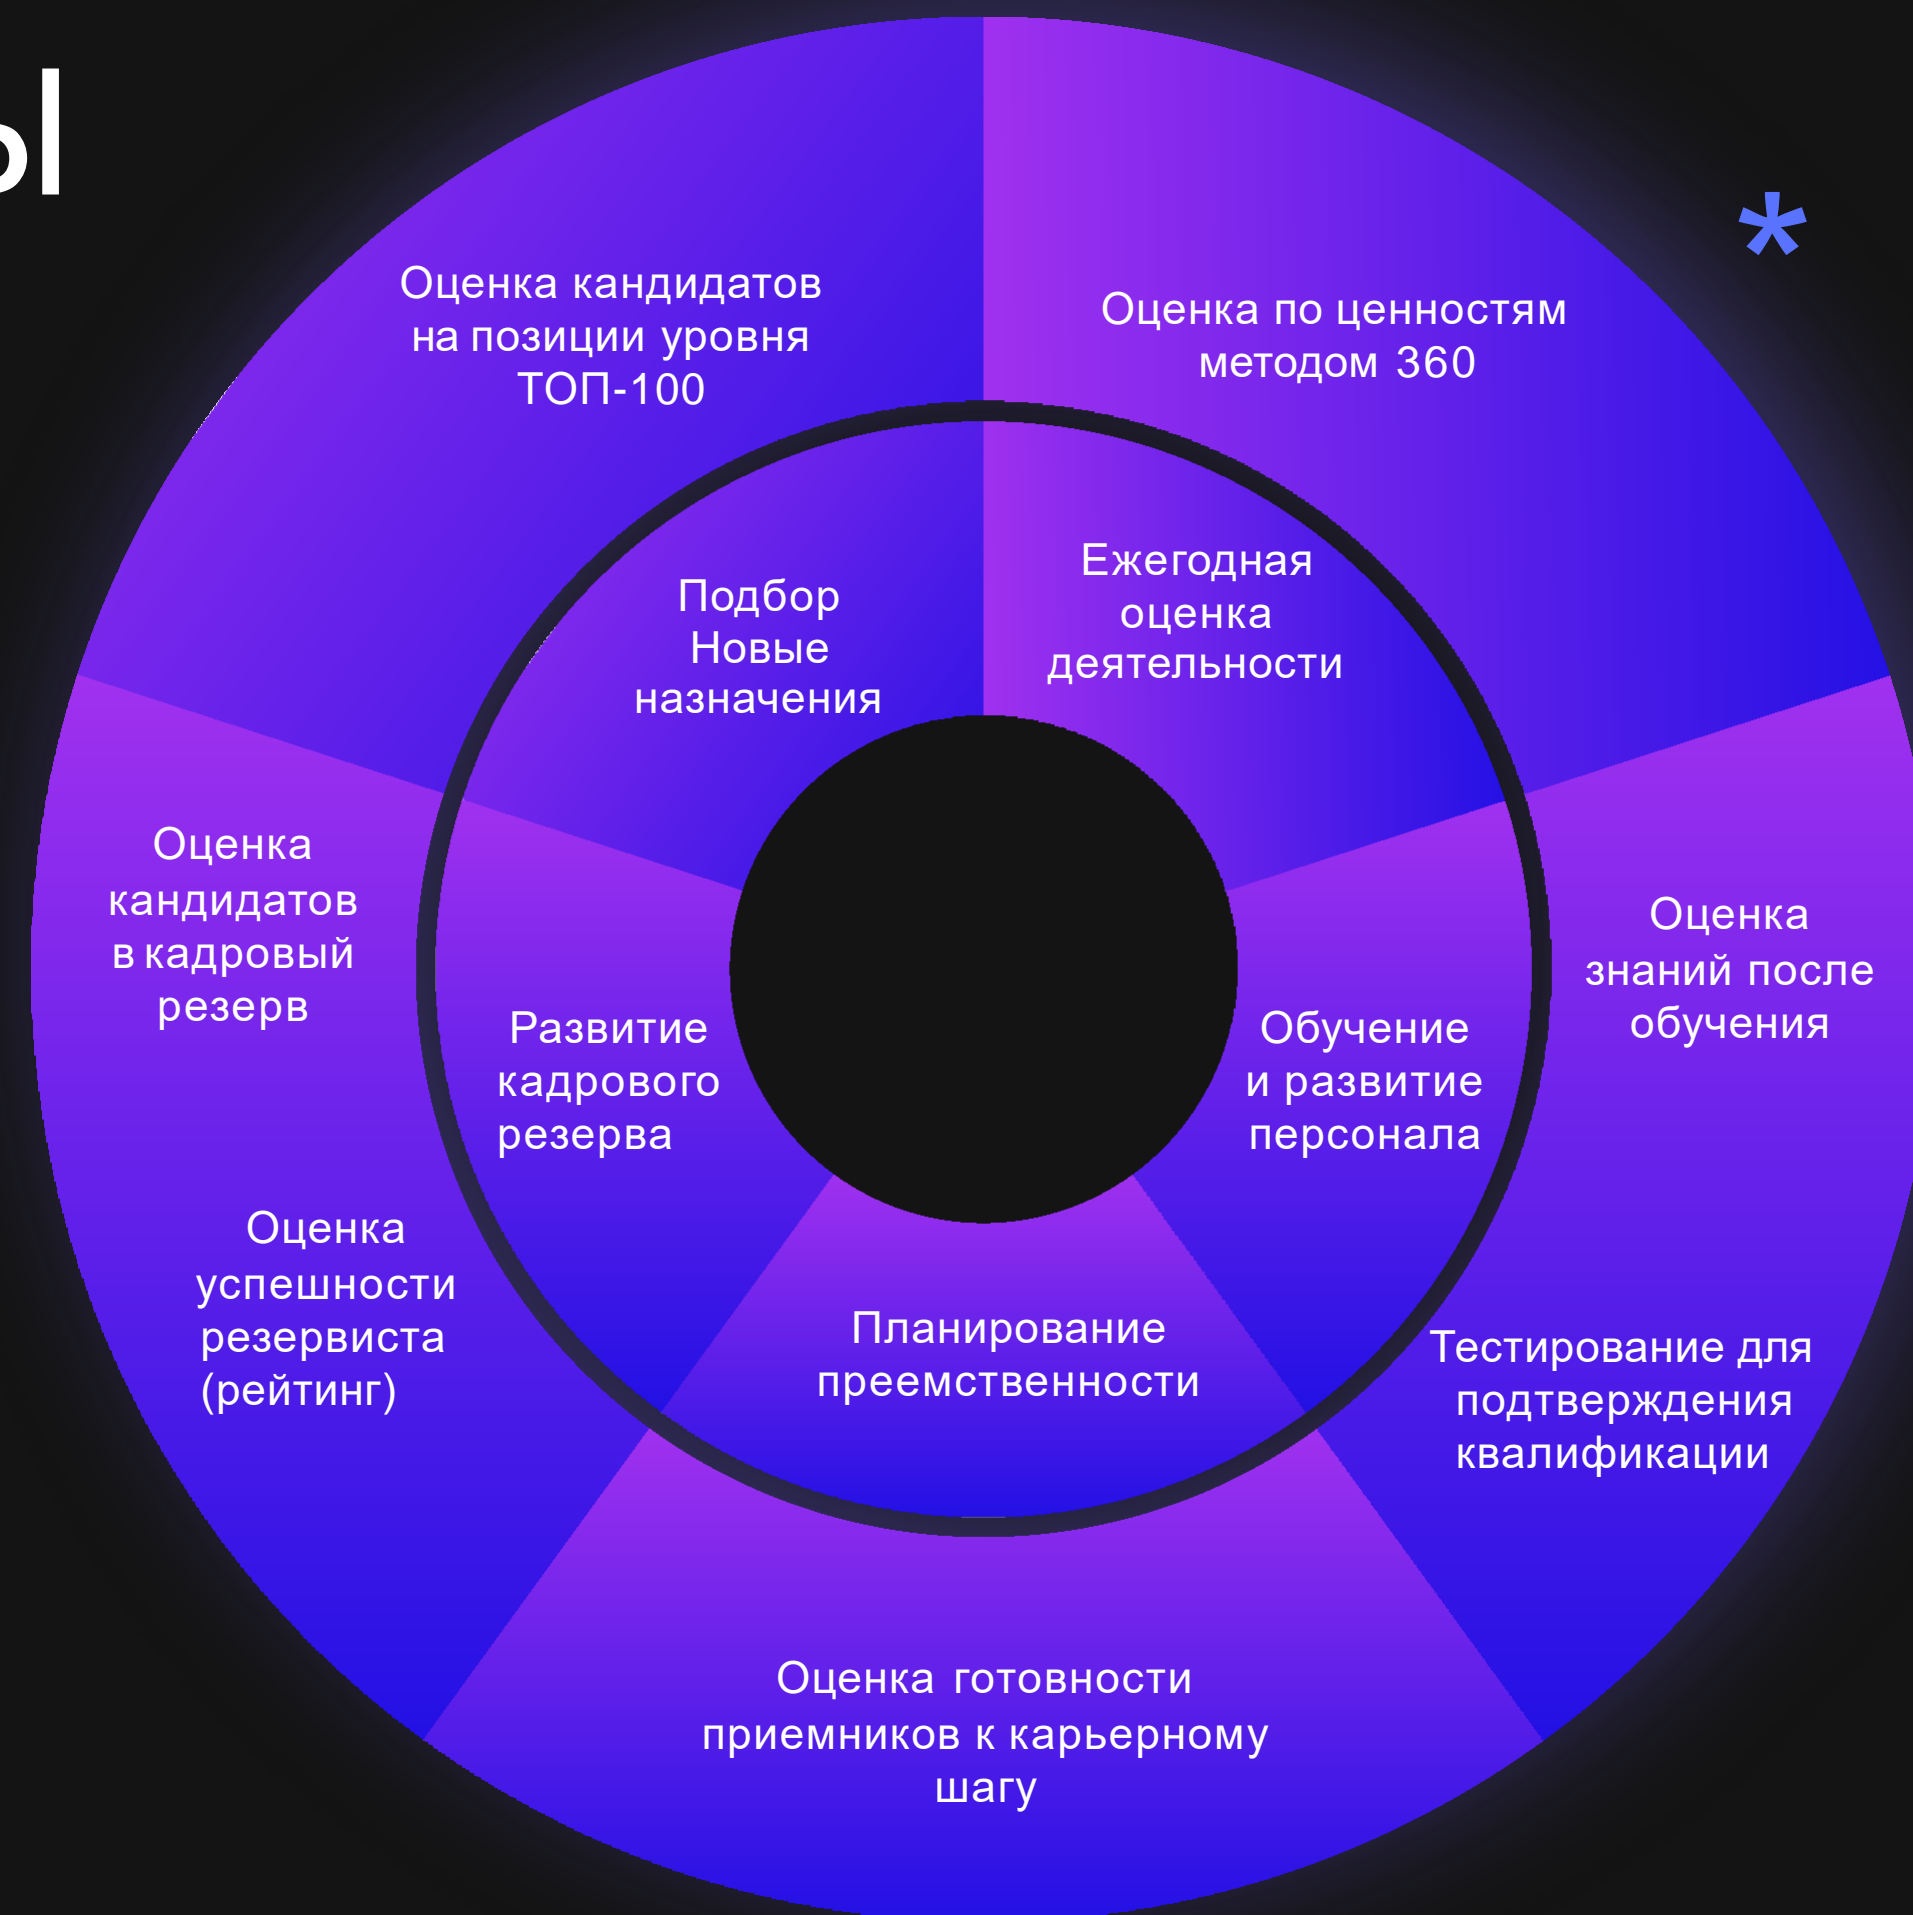 ы
*
Оценка кандидатов
на позиции уровня
ТОП-100
Оценка по ценностям
методом 360
Подбор
Новые
назначения
Ежегодная
оценка
деятельности
Оценка
кандидатов
в кадровый
резерв
Развитие
кадрового
резерва
Обучение
и развитие
персонала
Оценка
знаний после
обучения
Оценка
успешности
резервиста
(рейтинг)
Планирование
преемственности
Тестирование для
подтверждения
квалификации
Оценка готовности
приемников к карьерному
шагу